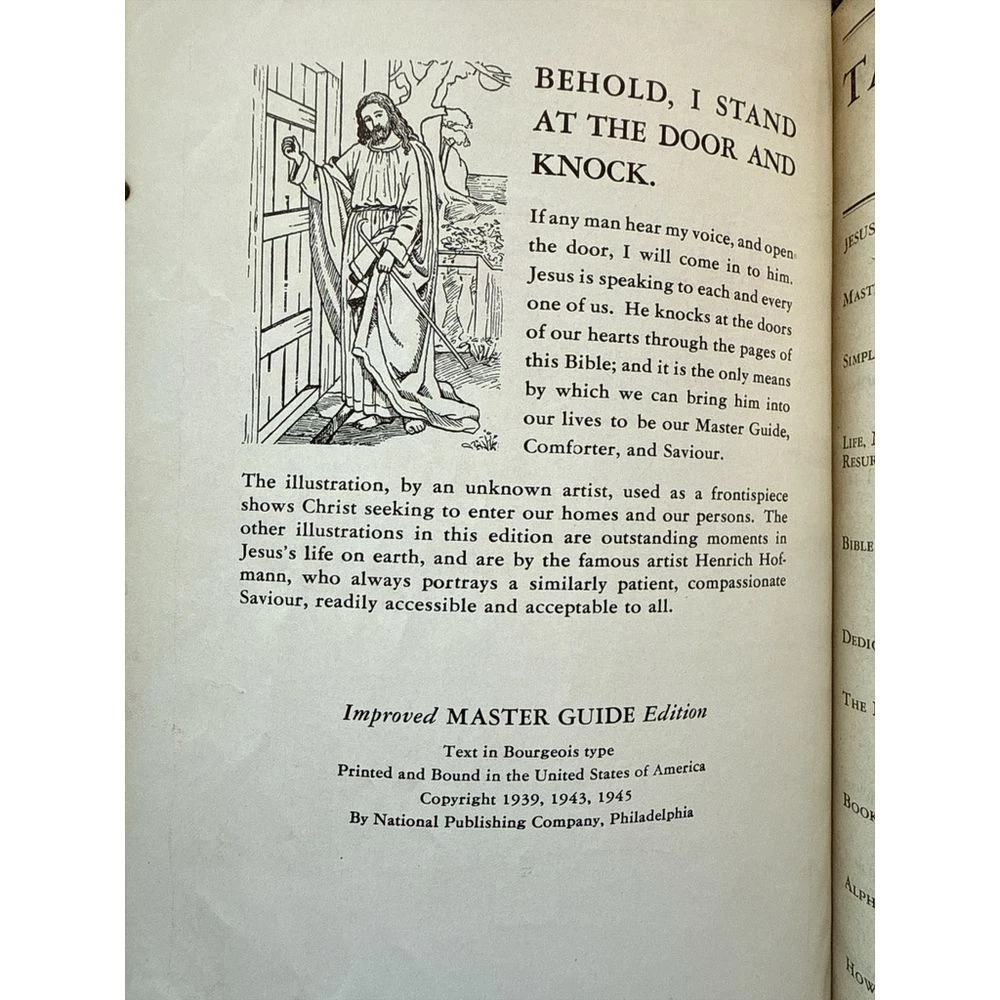 BEHOLD, I STAND
AT THE DOOR AND
KNOCK.
If any man hear my voice, and open
the door, I will come in to him.
Jesus is speaking to each and every
one of us. He knocks at the doors
of our hearts through the pages of
this Bible; and it is the only means
by which we can bring him into
our lives to be our Master Guide,
Comforter, and Saviour.
The illustration, by an unknown artist, used as a frontispiece
shows Christ seeking to enter our homes and our persons. The
other illustrations in this edition are outstanding moments in
Jesus's life on earth, and are by the famous artist Henrich Hof-
mann, who always portrays a similarly patient, compassionate
Saviour, readily accessible and acceptable to all.
Improved MASTER GUIDE Edition
Text in Bourgeois type
Printed and Bound in the United States of America
Copyright 1939, 1943, 1945
By National Publishing Company, Philadelphia
JESUS
LIFE,
BIBLE
THE